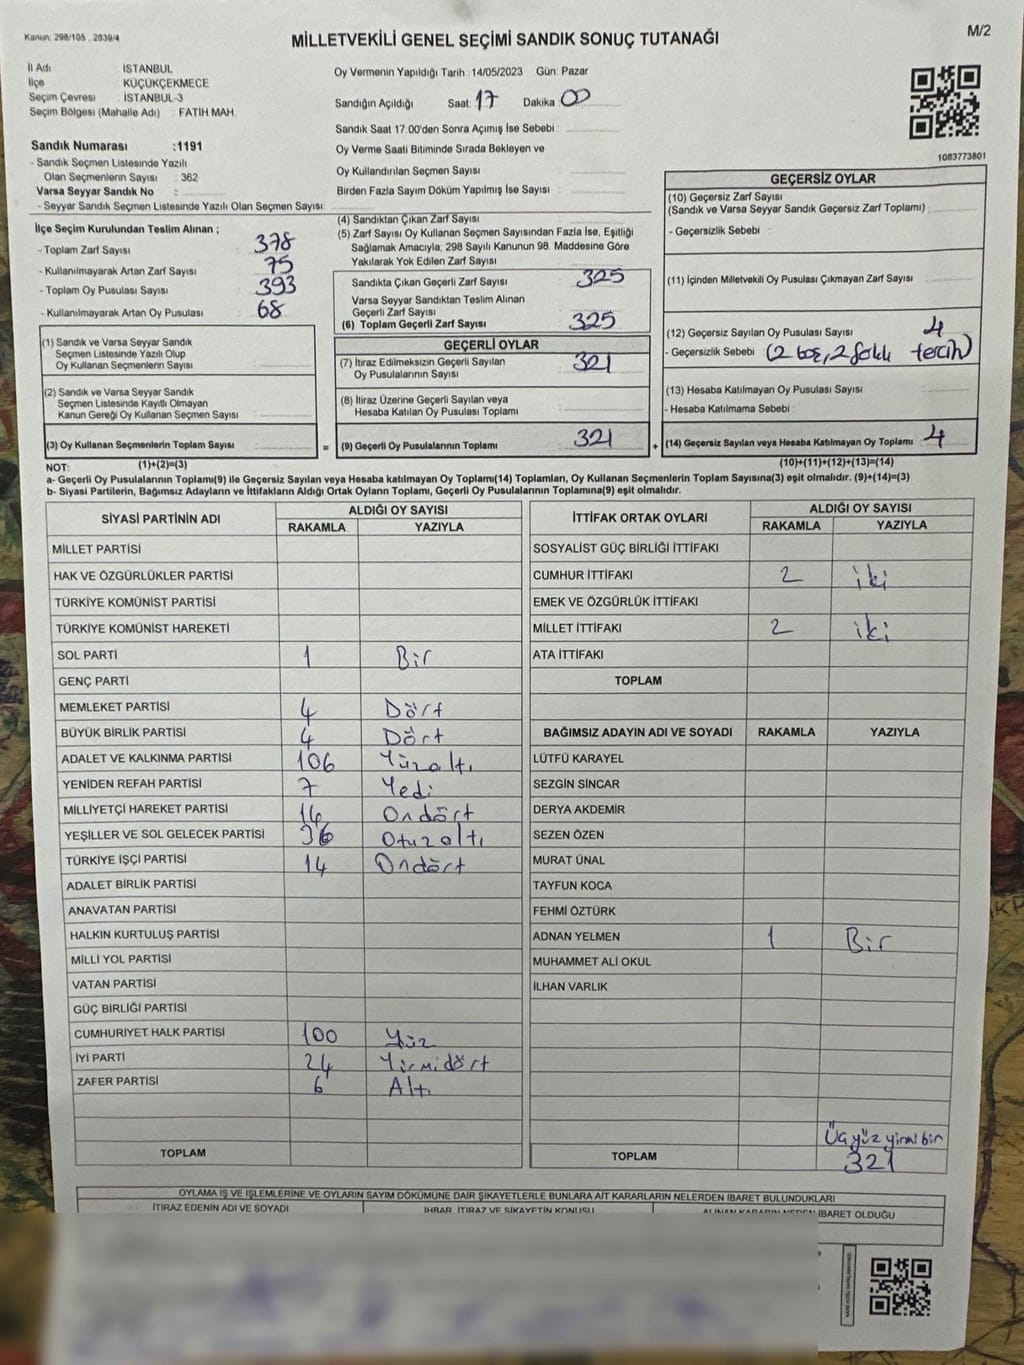 Kanun: 298/105 , 2839/4
MİLLETVEKİLİ GENEL SEÇİMİ SANDIK SONUÇ TUTANAĞI
M/2
İl Adı : İSTANBUL
İlçe : KÜÇÜKÇEKMECE
Seçim Çevresi : İSTANBUL-3
Seçim Bölgesi (Mahalle Adı) : FATİH MAH.
Oy Vermenin Yapıldığı Tarih : 14/05/2023 Gün: Pazar
Sandığın Açıldığı Saat: 17 Dakika : 00
Sandık Saat 17:00'den Sonra Açımış İse Sebebi :
Oy Verme Saati Bitiminde Sırada Bekleyen ve
Oy Kullandırılan Seçmen Sayısı :
Birden Fazla Sayım Döküm Yapılmış İse Sayısı :
1083773801
Sandık Numarası :1191
- Sandık Seçmen Listesinde Yazılı
Olan Seçmenlerin Sayısı : 362
Varsa Seyyar Sandık No :
- Seyyar Sandık Seçmen Listesinde Yazılı Olan Seçmen Sayısı :
İlçe Seçim Kurulundan Teslim Alınan ;
- Toplam Zarf Sayısı : 378
- Kullanılmayarak Artan Zarf Sayısı : 75
- Toplam Oy Pusulası Sayısı : 393
- Kullanılmayarak Artan Oy Pusulası : 68
(4) Sandıktan Çıkan Zarf Sayısı :
(5) Zarf Sayısı Oy Kullanan Seçmen Sayısından Fazla İse, Eşitliği
Sağlamak Amacıyla; 298 Sayılı Kanunun 98. Maddesine Göre
Yakılarak Yok Edilen Zarf Sayısı :
Sandıkta Çıkan Geçerli Zarf Sayısı : 325
Varsa Seyyar Sandıktan Teslim Alınan
Geçerli Zarf Sayısı :
(6) Toplam Geçerli Zarf Sayısı : 325
GEÇERSİZ OYLAR
(10) Geçersiz Zarf Sayısı
(Sandık ve Varsa Seyyar Sandık Geçersiz Zarf Toplamı) :
- Geçersizlik Sebebi :
(11) İçinden Milletvekili Oy Pusulası Çıkmayan Zarf Sayısı :
(12) Geçersiz Sayılan Oy Pusulası Sayısı : 4
- Geçersizlik Sebebi : (2 boş, 2 farklı tercih)
(13) Hesaba Katılmayan Oy Pusulası Sayısı :
- Hesaba Katılmama Sebebi :
(14) Geçersiz Sayılan veya Hesaba Katılmayan Oy Toplamı : 4
(10)+(11)+(12)+(13)=(14)
(1) Sandık ve Varsa Seyyar Sandık
Seçmen Listesinde Yazılı Olup
Oy Kullanan Seçmenlerin Sayısı :
(2) Sandık ve Varsa Seyyar Sandık
Seçmen Listesinde Kayıtlı Olmayan
Kanun Gereği Oy Kullanan Seçmen Sayısı :
(3) Oy Kullanan Seçmenlerin Toplam Sayısı :
(1)+(2)=(3)
=
GEÇERLİ OYLAR
(7) İtiraz Edilmeksizin Geçerli Sayılan
Oy Pusulalarının Sayısı : 321
(8) İtiraz Üzerine Geçerli Sayılan veya
Hesaba Katılan Oy Pusulası Toplamı :
(9) Geçerli Oy Pusulalarının Toplamı : 321
+
NOT:
a- Geçerli Oy Pusulalarının Toplamı(9) ile Geçersiz Sayılan veya Hesaba katılmayan Oy Toplamı(14) Toplamları, Oy Kullanan Seçmenlerin Toplam Sayısına(3) eşit olmalıdır. (9)+(14)=(3)
b- Siyasi Partilerin, Bağımsız Adayların ve İttifakların Aldığı Ortak Oyların Toplamı, Geçerli Oy Pusulalarının Toplamına(9) eşit olmalıdır.
SİYASİ PARTİNİN ADI
ALDIĞI OY SAYISI
RAKAMLA YAZIYLA
MİLLET PARTİSİ
HAK VE ÖZGÜRLÜKLER PARTİSİ
TÜRKİYE KOMÜNİST PARTİSİ
TÜRKİYE KOMÜNİST HAREKETİ
SOL PARTİ 1 Bir
GENÇ PARTİ
MEMLEKET PARTİSİ 4 Dört
BÜYÜK BİRLİK PARTİSİ 4 Dört
ADALET VE KALKINMA PARTİSİ 106 Yüzaltı
YENİDEN REFAH PARTİSİ 7 Yedi
MİLLİYETÇİ HAREKET PARTİSİ 14 Ondört
YEŞİLLER VE SOL GELECEK PARTİSİ 36 Otuzaltı
TÜRKİYE İŞÇİ PARTİSİ 14 Ondört
ADALET BİRLİK PARTİSİ
ANAVATAN PARTİSİ
HALKIN KURTULUŞ PARTİSİ
MİLLİ YOL PARTİSİ
VATAN PARTİSİ
GÜÇ BİRLİĞİ PARTİSİ
CUMHURİYET HALK PARTİSİ 100 Yüz
İYİ PARTİ 24 Yirmidört
ZAFER PARTİSİ 6 Altı
TOPLAM
İTTİFAK ORTAK OYLARI
ALDIĞI OY SAYISI
RAKAMLA YAZIYLA
SOSYALİST GÜÇ BİRLİĞİ İTTİFAKI
CUMHUR İTTİFAKI 2 iki
EMEK VE ÖZGÜRLÜK İTTİFAKI
MİLLET İTTİFAKI 2 iki
ATA İTTİFAKI
TOPLAM
BAĞIMSIZ ADAYIN ADI VE SOYADI RAKAMLA YAZIYLA
LÜTFÜ KARAYEL
SEZGİN SİNCAR
DERYA AKDEMİR
SEZEN ÖZEN
MURAT ÜNAL
TAYFUN KOCA
FEHMİ ÖZTÜRK
ADNAN YELMEN 1 Bir
MUHAMMET ALİ OKUL
İLHAN VARLIK
Üçyüz yirmi bir
TOPLAM 321
OYLAMA İŞ VE İŞLEMLERİNE VE OYLARIN SAYIM DÖKÜMÜNE DAİR ŞİKAYETLERLE BUNLARA AİT KARARLARIN NELERDEN İBARET BULUNDUKLARI
İTİRAZ EDENİN ADI VE SOYADI
İHBAR, İTİRAZ VE ŞİKAYETİN KONUSU
ALINAN KARARIN NEDEN İBARET OLDUĞU